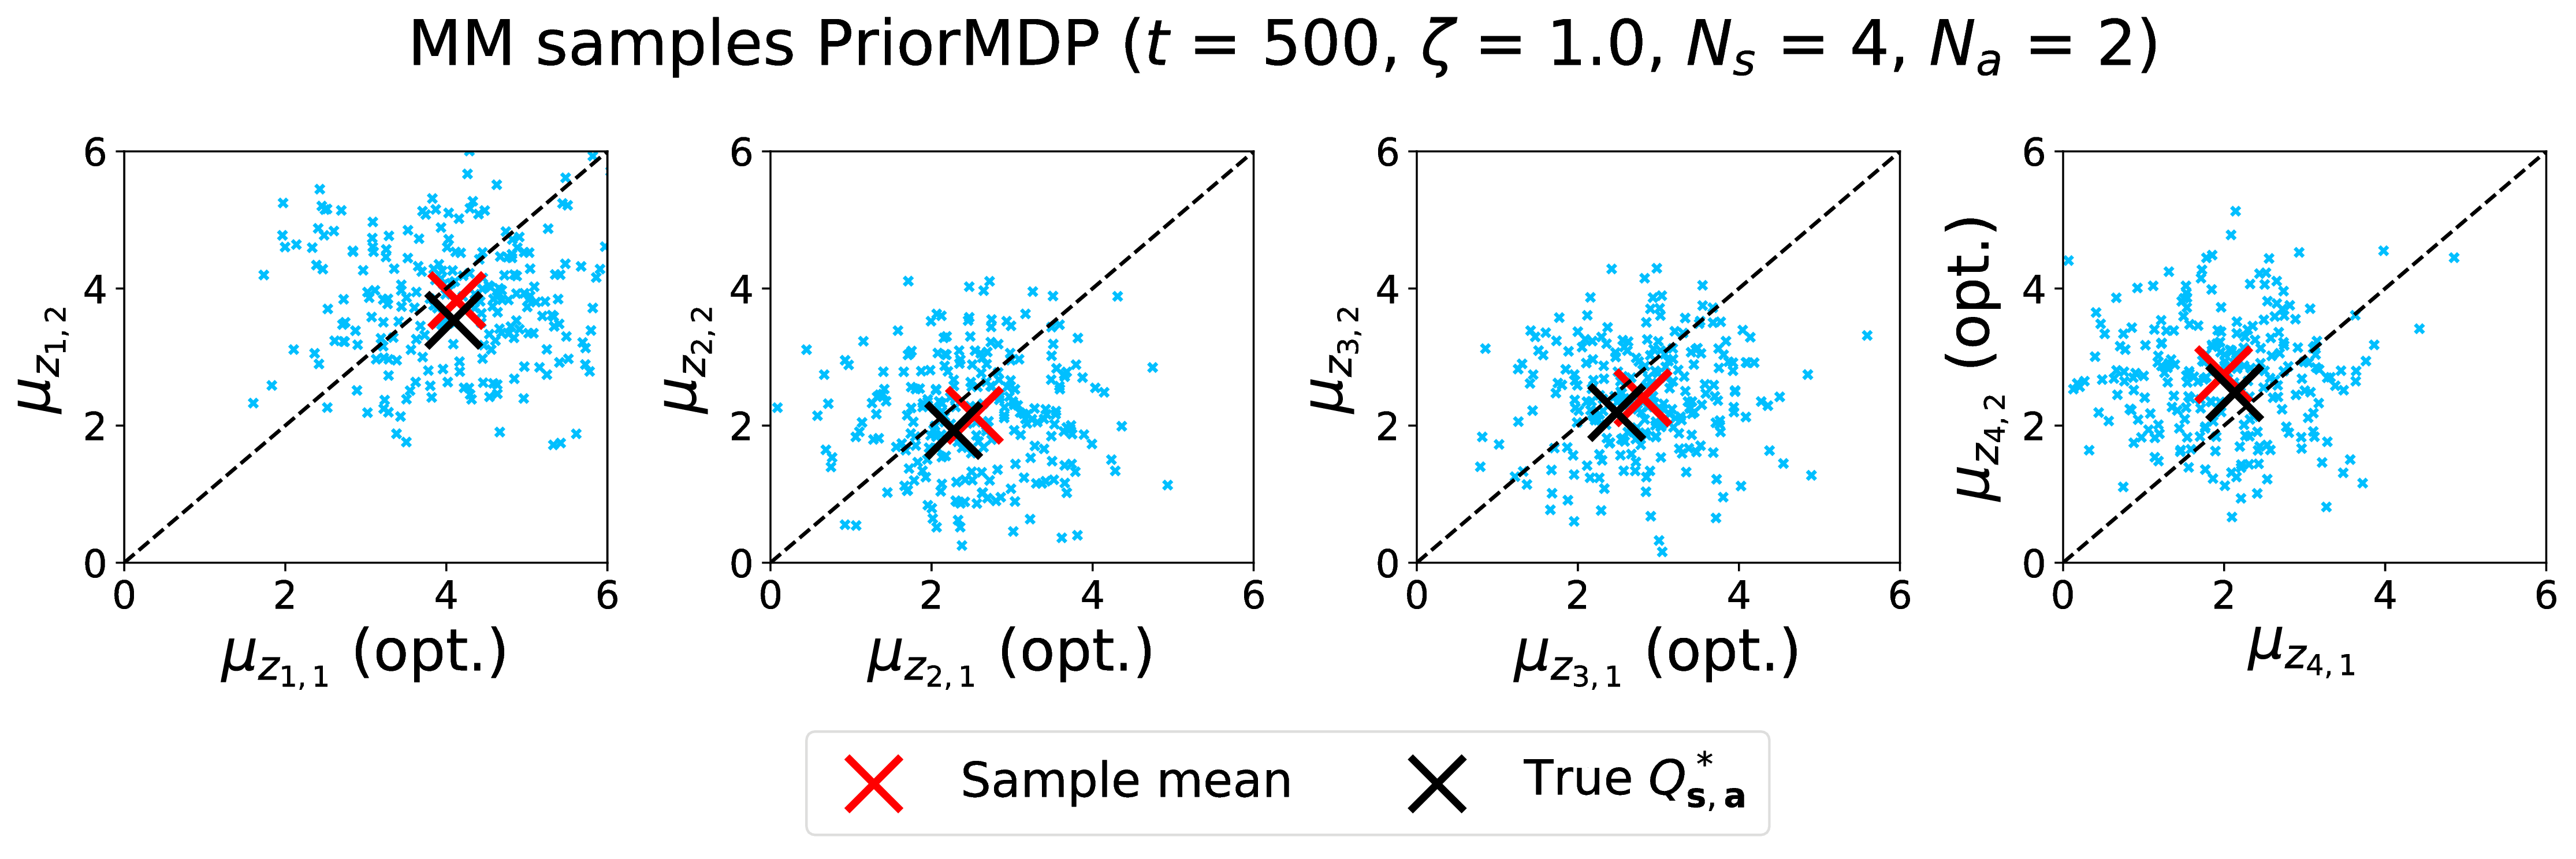 MM samples PriorMDP (t = 500, ζ = 1.0, Nₛ = 4, Nₐ = 2)
6
4
2
0
0 2 4 6
μ_{z_{1,2}}
μ_{z_{1,1}} (opt.)
6
4
2
0
0 2 4 6
μ_{z_{2,2}}
μ_{z_{2,1}} (opt.)
6
4
2
0
0 2 4 6
μ_{z_{3,2}}
μ_{z_{3,1}} (opt.)
6
4
2
0
0 2 4 6
μ_{z_{4,2}} (opt.)
μ_{z_{4,1}}
Sample mean
True Q^*_{s,a}